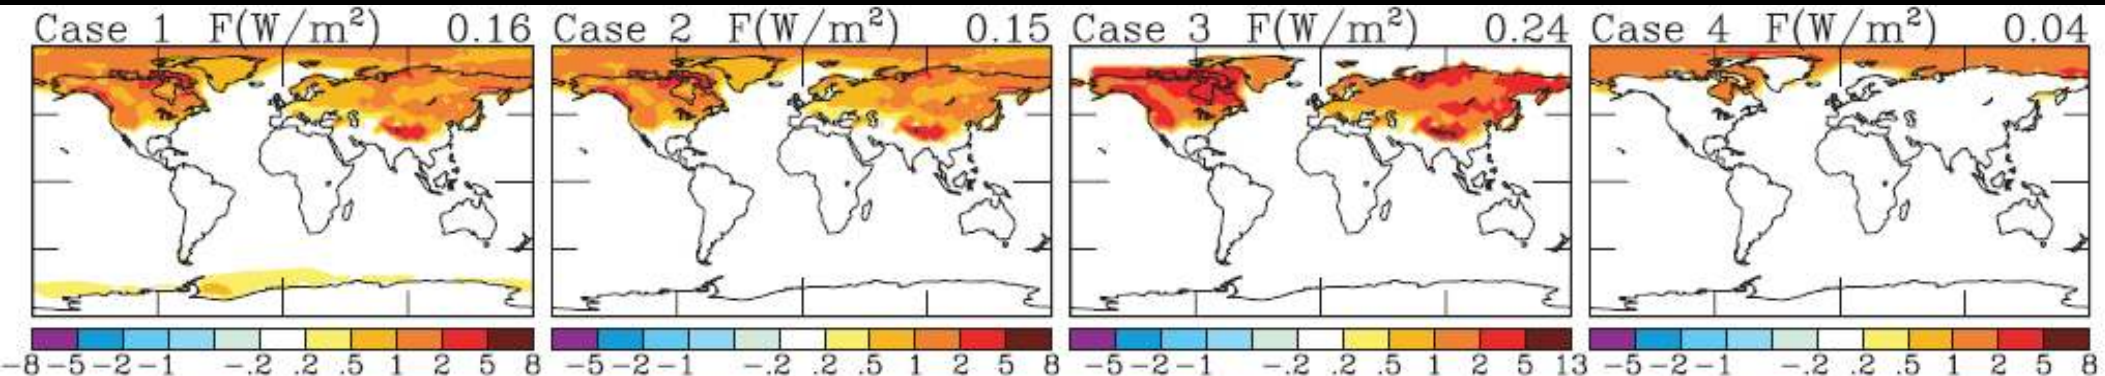 Case 1 F(W/m²) 0.16
Case 2 F(W/m²) 0.15
Case 3 F(W/m²) 0.24
Case 4 F(W/m²) 0.04
-8 -5 -2 -1 -.2 .2 .5 1 2 5 8
-5 -2 -1 -.2 .2 .5 1 2 5 8
-5 -2 -1 -.2 .2 .5 1 2 5 13
-5 -2 -1 -.2 .2 .5 1 2 5 8